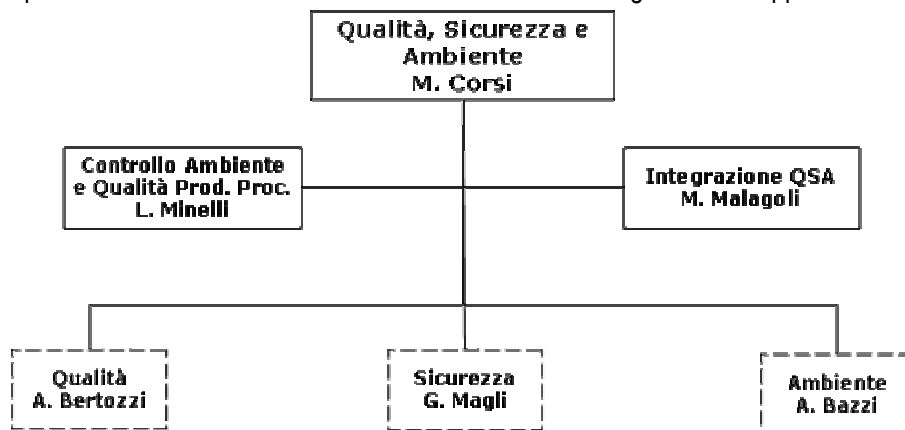 Qualità, Sicurezza e
Ambiente
M. Corsi
Controllo Ambiente
e Qualità Prod. Proc.
L. Minelli
Integrazione QSA
M. Malagoli
Qualità
A. Bertozzi
Sicurezza
G. Magli
Ambiente
A. Bazzi